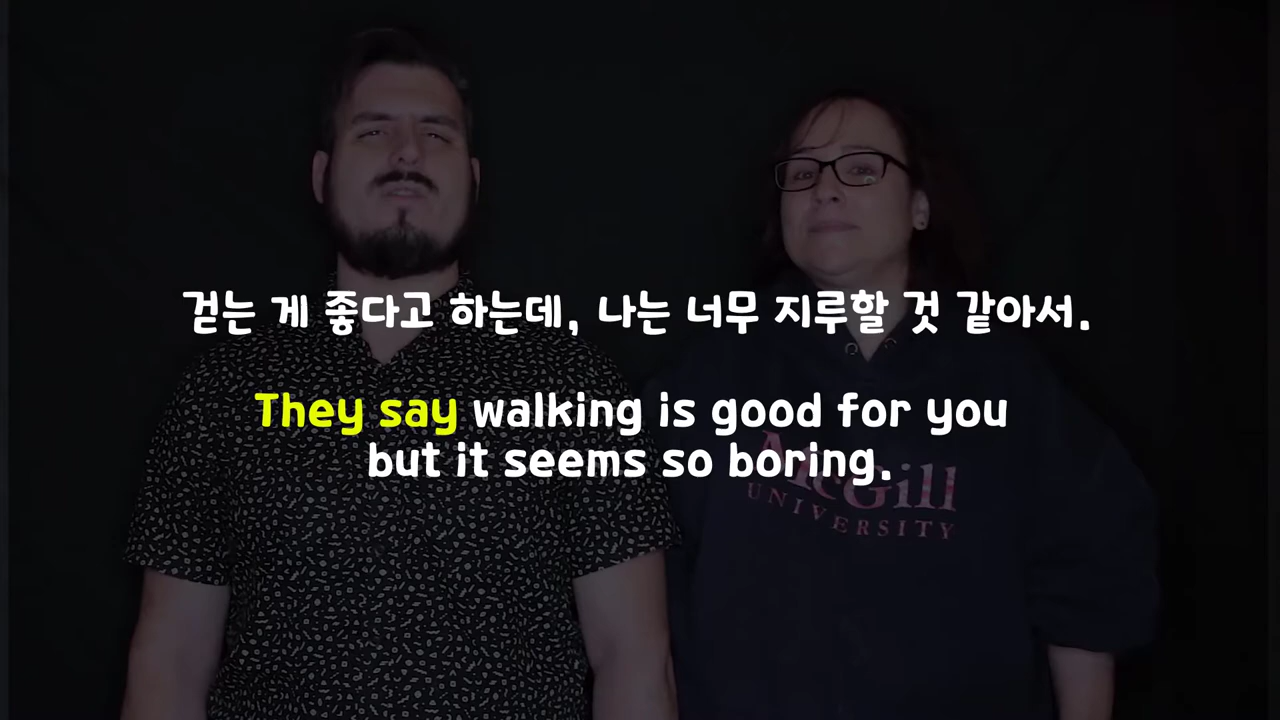 걷는 게 좋다고 하는데, 나는 너무 지루할 것 같아서.
They say walking is good for you
but it seems so boring.
McGill
UNIVERSITY